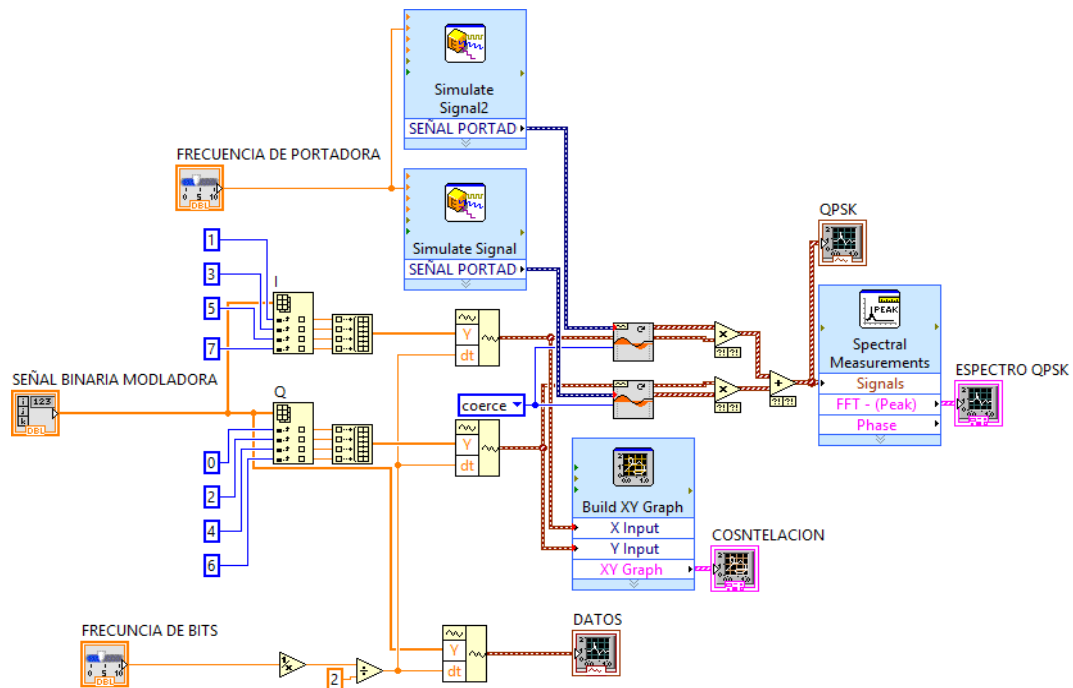 Simulate
Signal2
SEÑAL PORTAD
FRECUENCIA DE PORTADORA
0 5 10
DBL
Simulate Signal
SEÑAL PORTAD
1
3
5
7
I
Y
dt
SEÑAL BINARIA MODLADORA
123
DBL
Q
0
2
4
6
coerce
Y
dt
QPSK
PEAK
Spectral
Measurements
Signals
FFT - (Peak)
Phase
ESPECTRO QPSK
Build XY Graph
X Input
Y Input
XY Graph
COSNTELACION
FRECUNCIA DE BITS
0 5 10
DBL
1/x
÷
2
Y
dt
DATOS